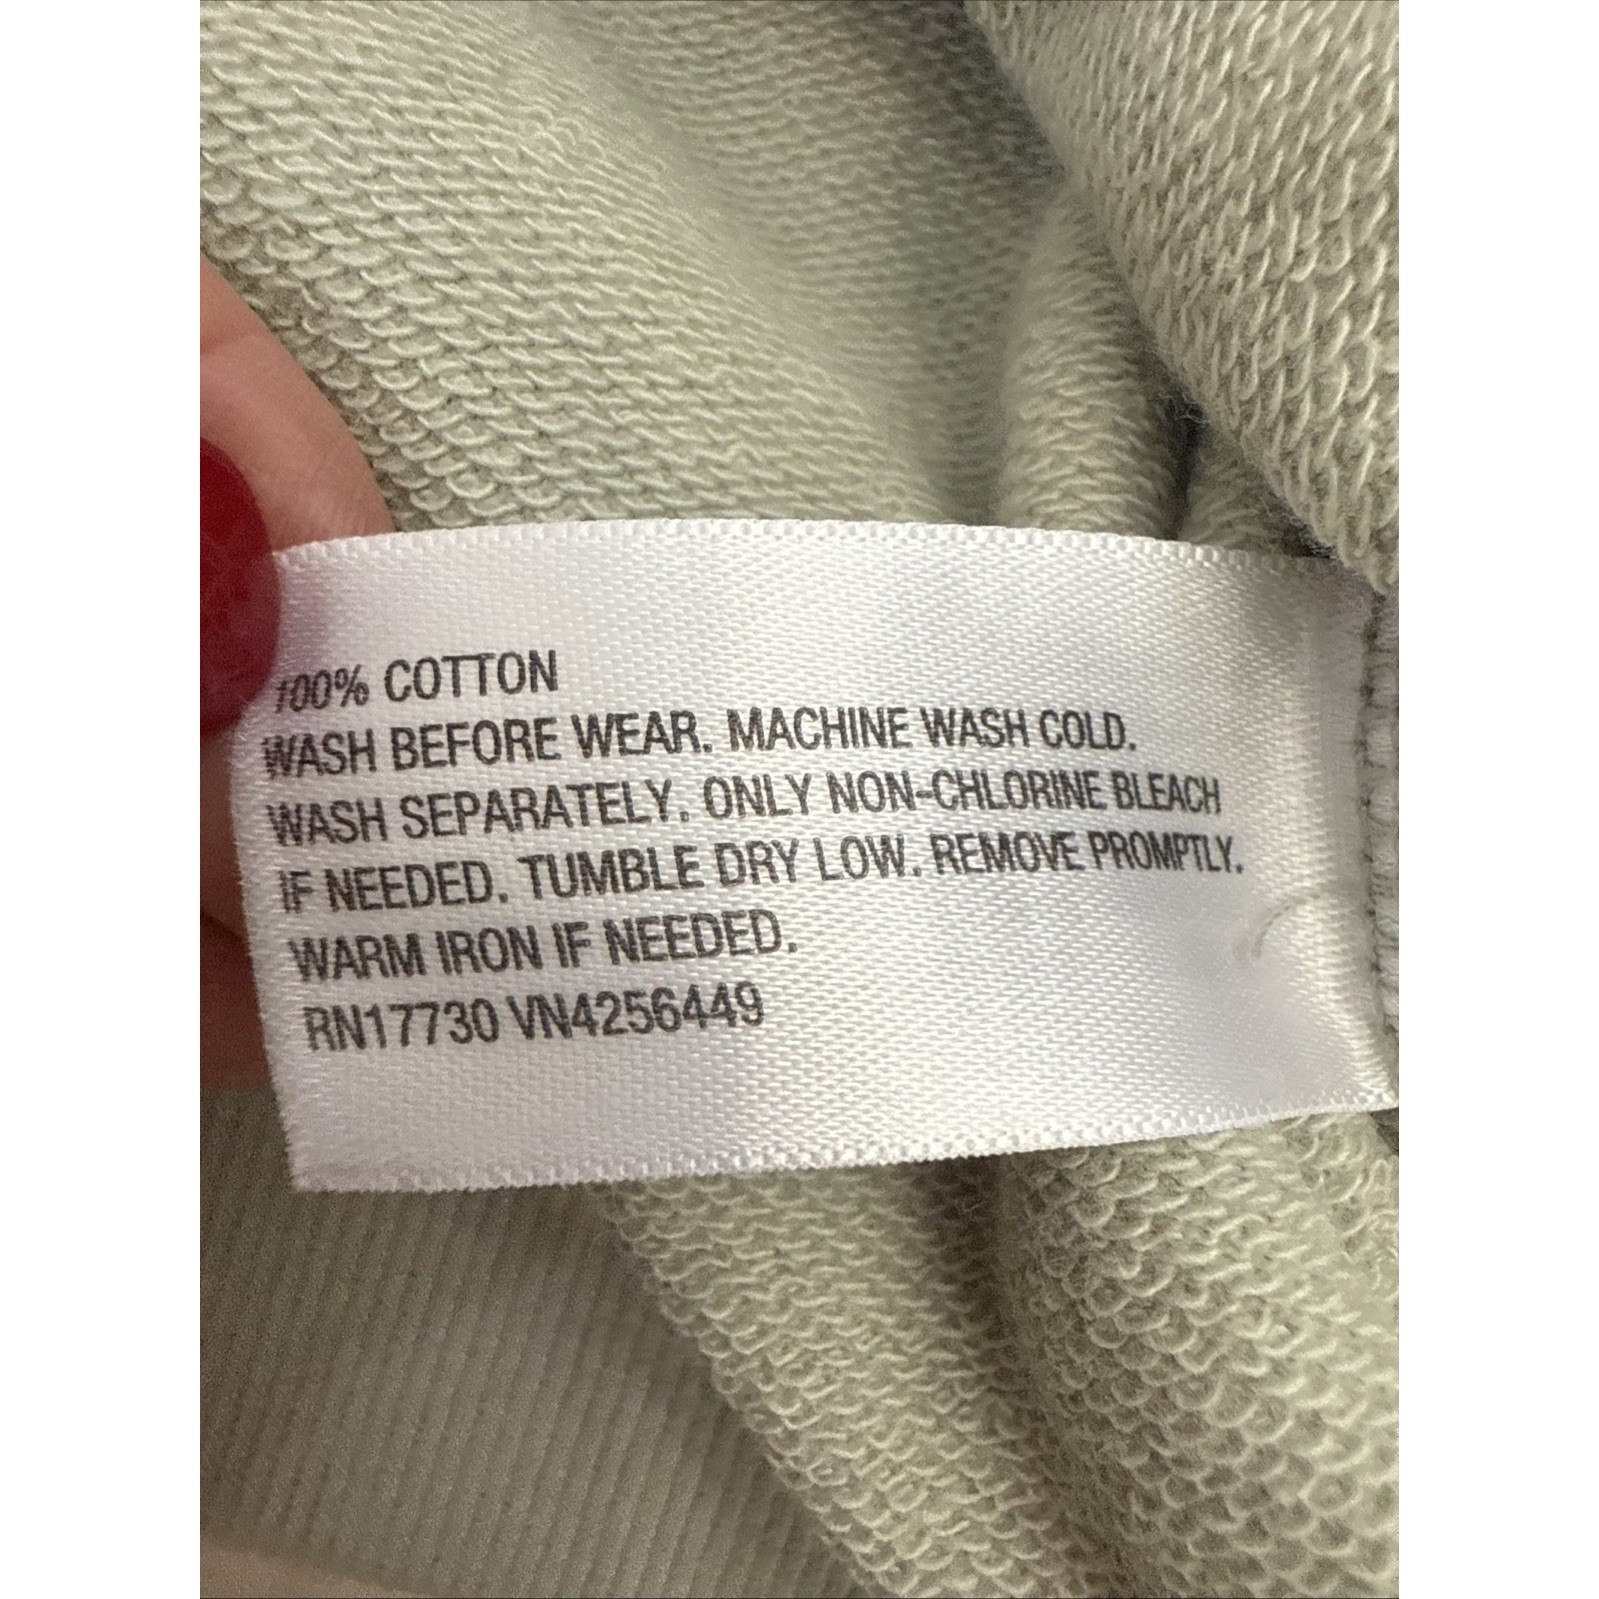 100% COTTON
WASH BEFORE WEAR. MACHINE WASH COLD.
WASH SEPARATELY. ONLY NON-CHLORINE BLEACH
IF NEEDED. TUMBLE DRY LOW. REMOVE PROMPTLY.
WARM IRON IF NEEDED.
RN17730 VN4256449